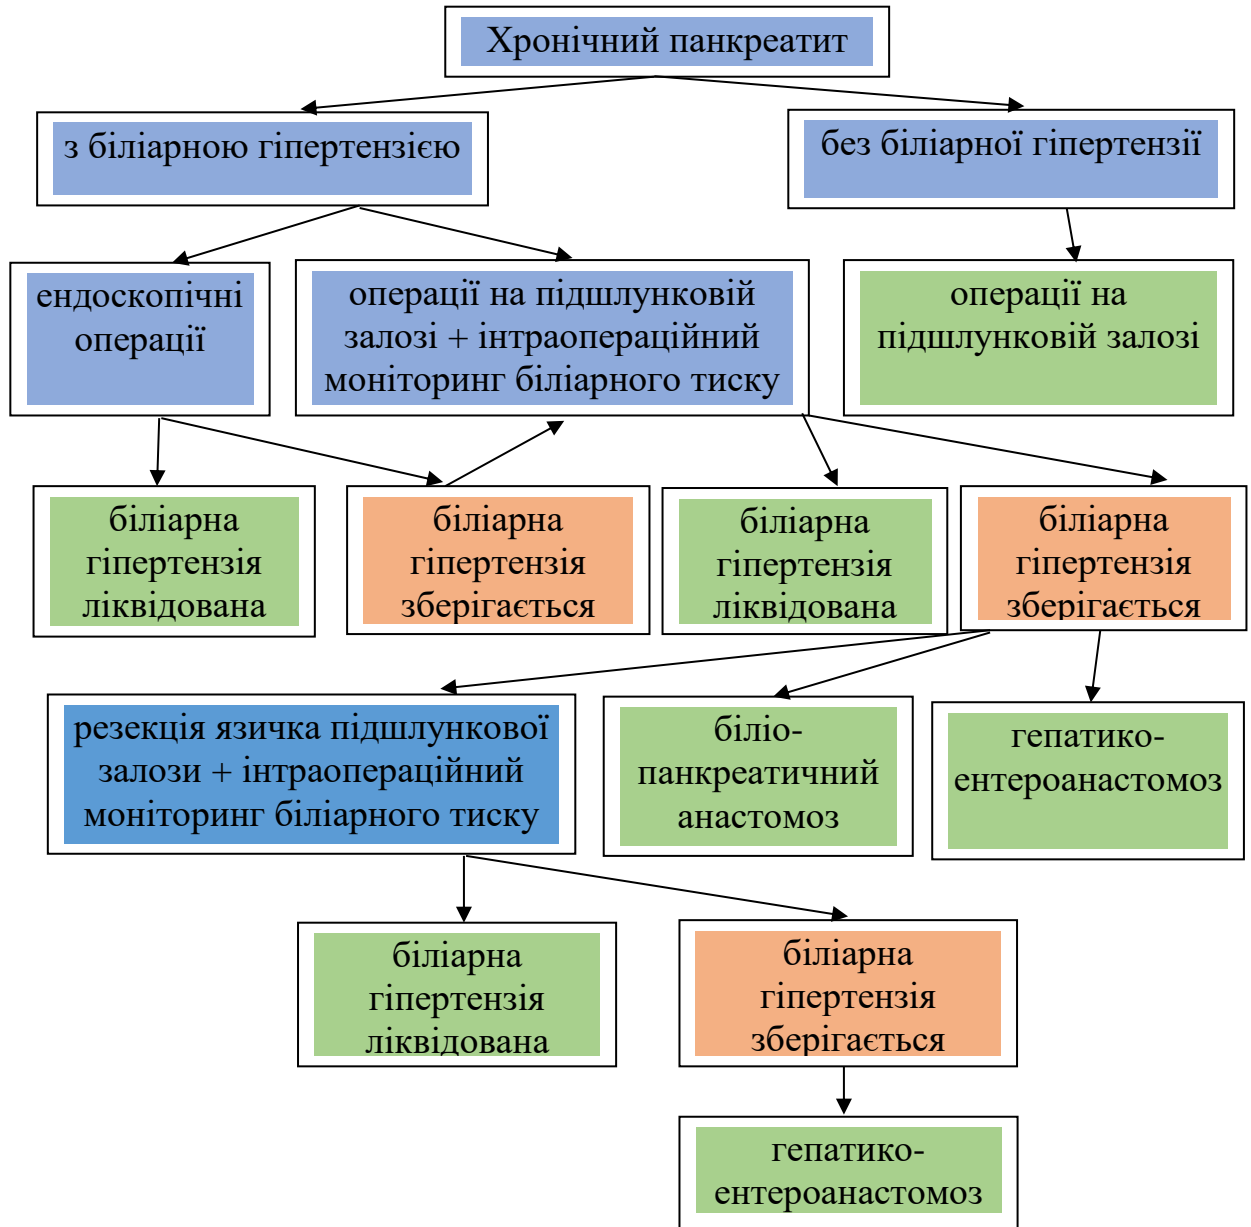 Хронічний панкреатит
з біліарною гіпертензією
без біліарної гіпертензії
ендоскопічні
операції
операції на підшлунковій
залозі + інтраопераційний
моніторинг біліарного тиску
операції на
підшлунковій залозі
біліарна
гіпертензія
ліквідована
біліарна
гіпертензія
зберігається
біліарна
гіпертензія
ліквідована
біліарна
гіпертензія
зберігається
резекція язичка підшлункової
залози + інтраопераційний
моніторинг біліарного тиску
біліо-
панкреатичний
анастомоз
гепатико-
ентероанастомоз
біліарна
гіпертензія
ліквідована
біліарна
гіпертензія
зберігається
гепатико-
ентероанастомоз